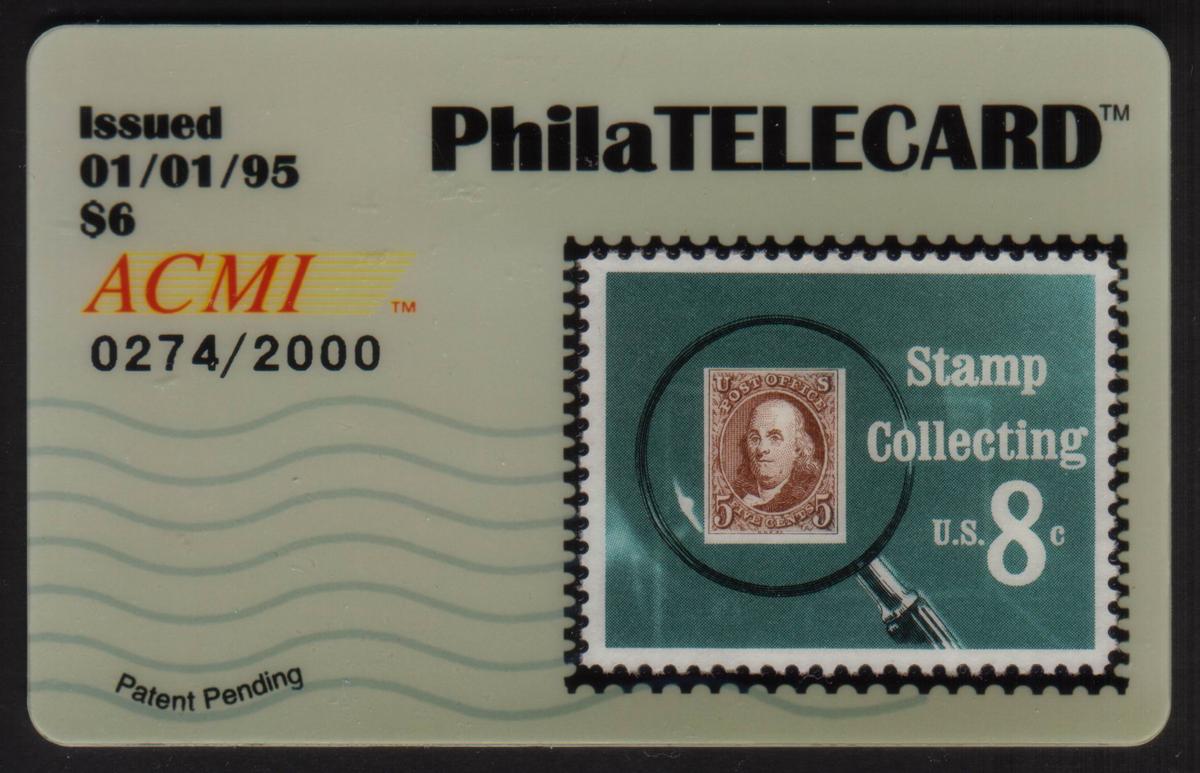 Issued
01/01/95
$6
ACMI™
0274/2000
PhilaTELECARD™
Stamp
Collecting
U.S. 8c
U S
POST OFFICE
FIVE CENTS
5 5
Patent Pending